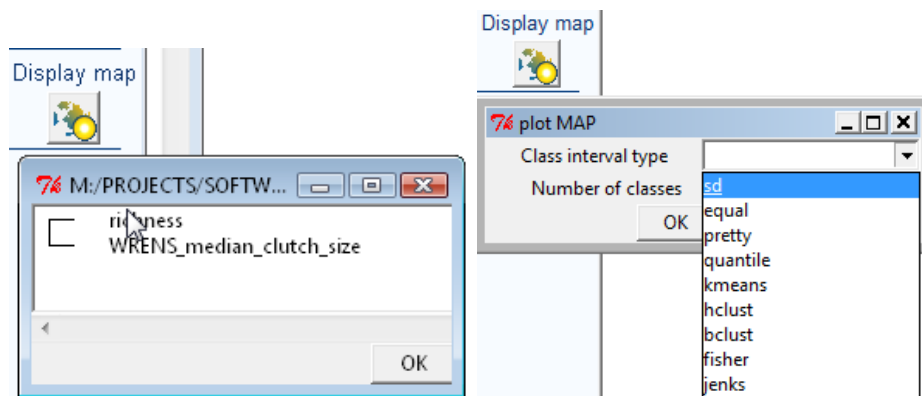 Display map
M:/PROJECTS/SOFTW...
richness
WRENS_median_clutch_size
OK
Display map
plot MAP
Class interval type
Number of classes
OK
sd
equal
pretty
quantile
kmeans
hclust
bclust
fisher
jenks